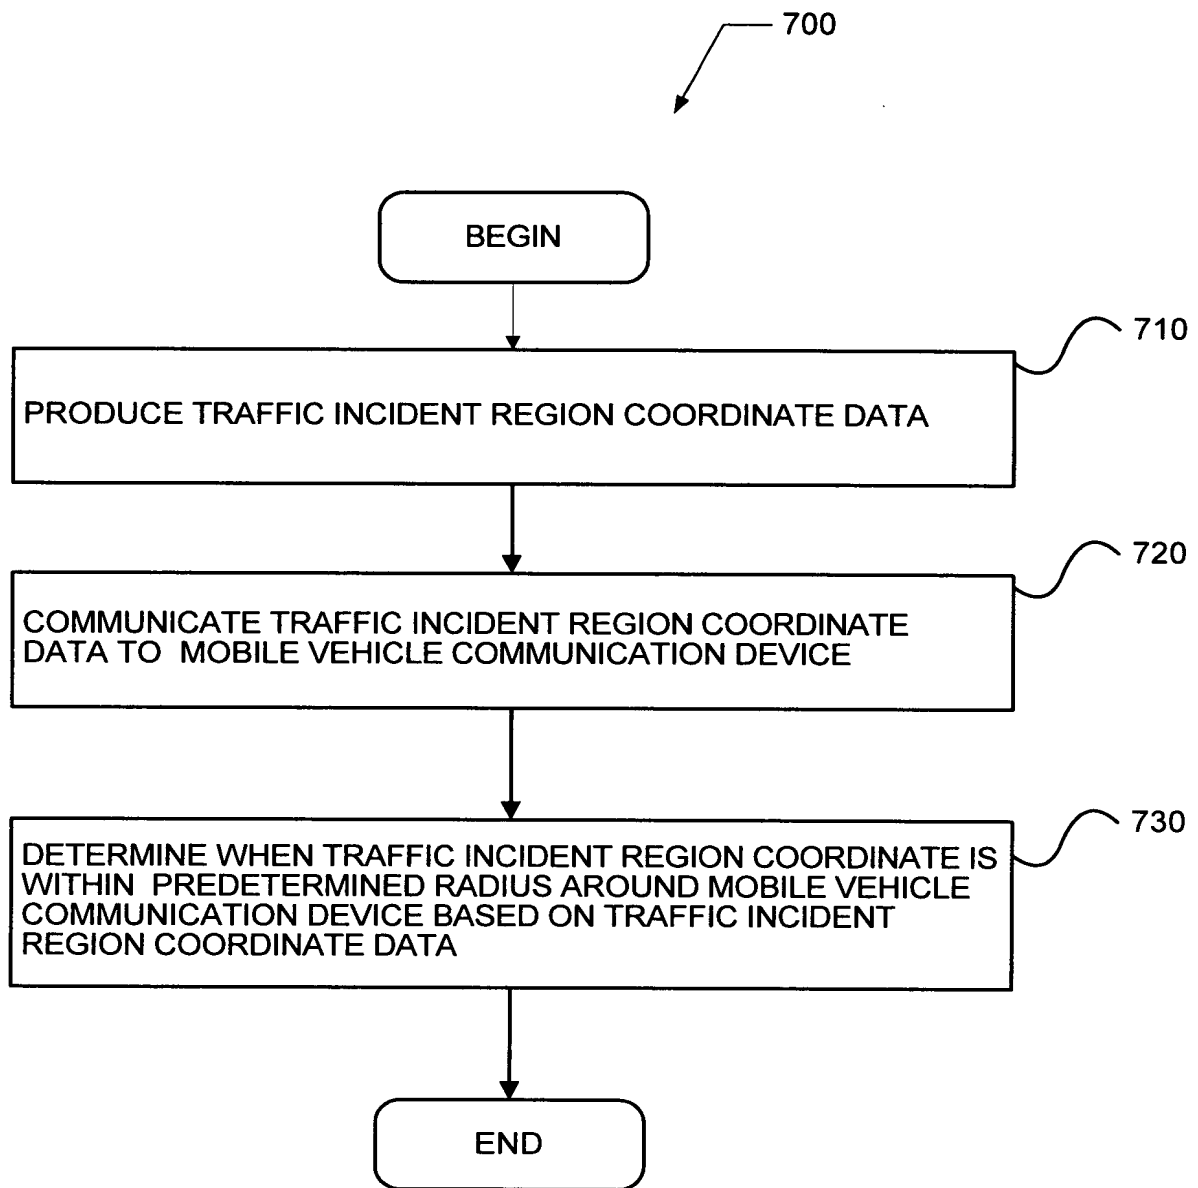 700
BEGIN
710
PRODUCE TRAFFIC INCIDENT REGION COORDINATE DATA
720
COMMUNICATE TRAFFIC INCIDENT REGION COORDINATE
DATA TO MOBILE VEHICLE COMMUNICATION DEVICE
730
DETERMINE WHEN TRAFFIC INCIDENT REGION COORDINATE IS
WITHIN PREDETERMINED RADIUS AROUND MOBILE VEHICLE
COMMUNICATION DEVICE BASED ON TRAFFIC INCIDENT
REGION COORDINATE DATA
END